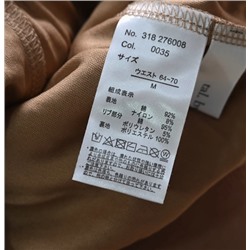 No. 318 276008
Col. 0035
サイズ
ウエスト 64-70
M
組成表示
表地 綿 92%
ナイロン 8%
リブ部分 綿 95%
ポリウレタン 5%
裏地 ポリエステル 100%